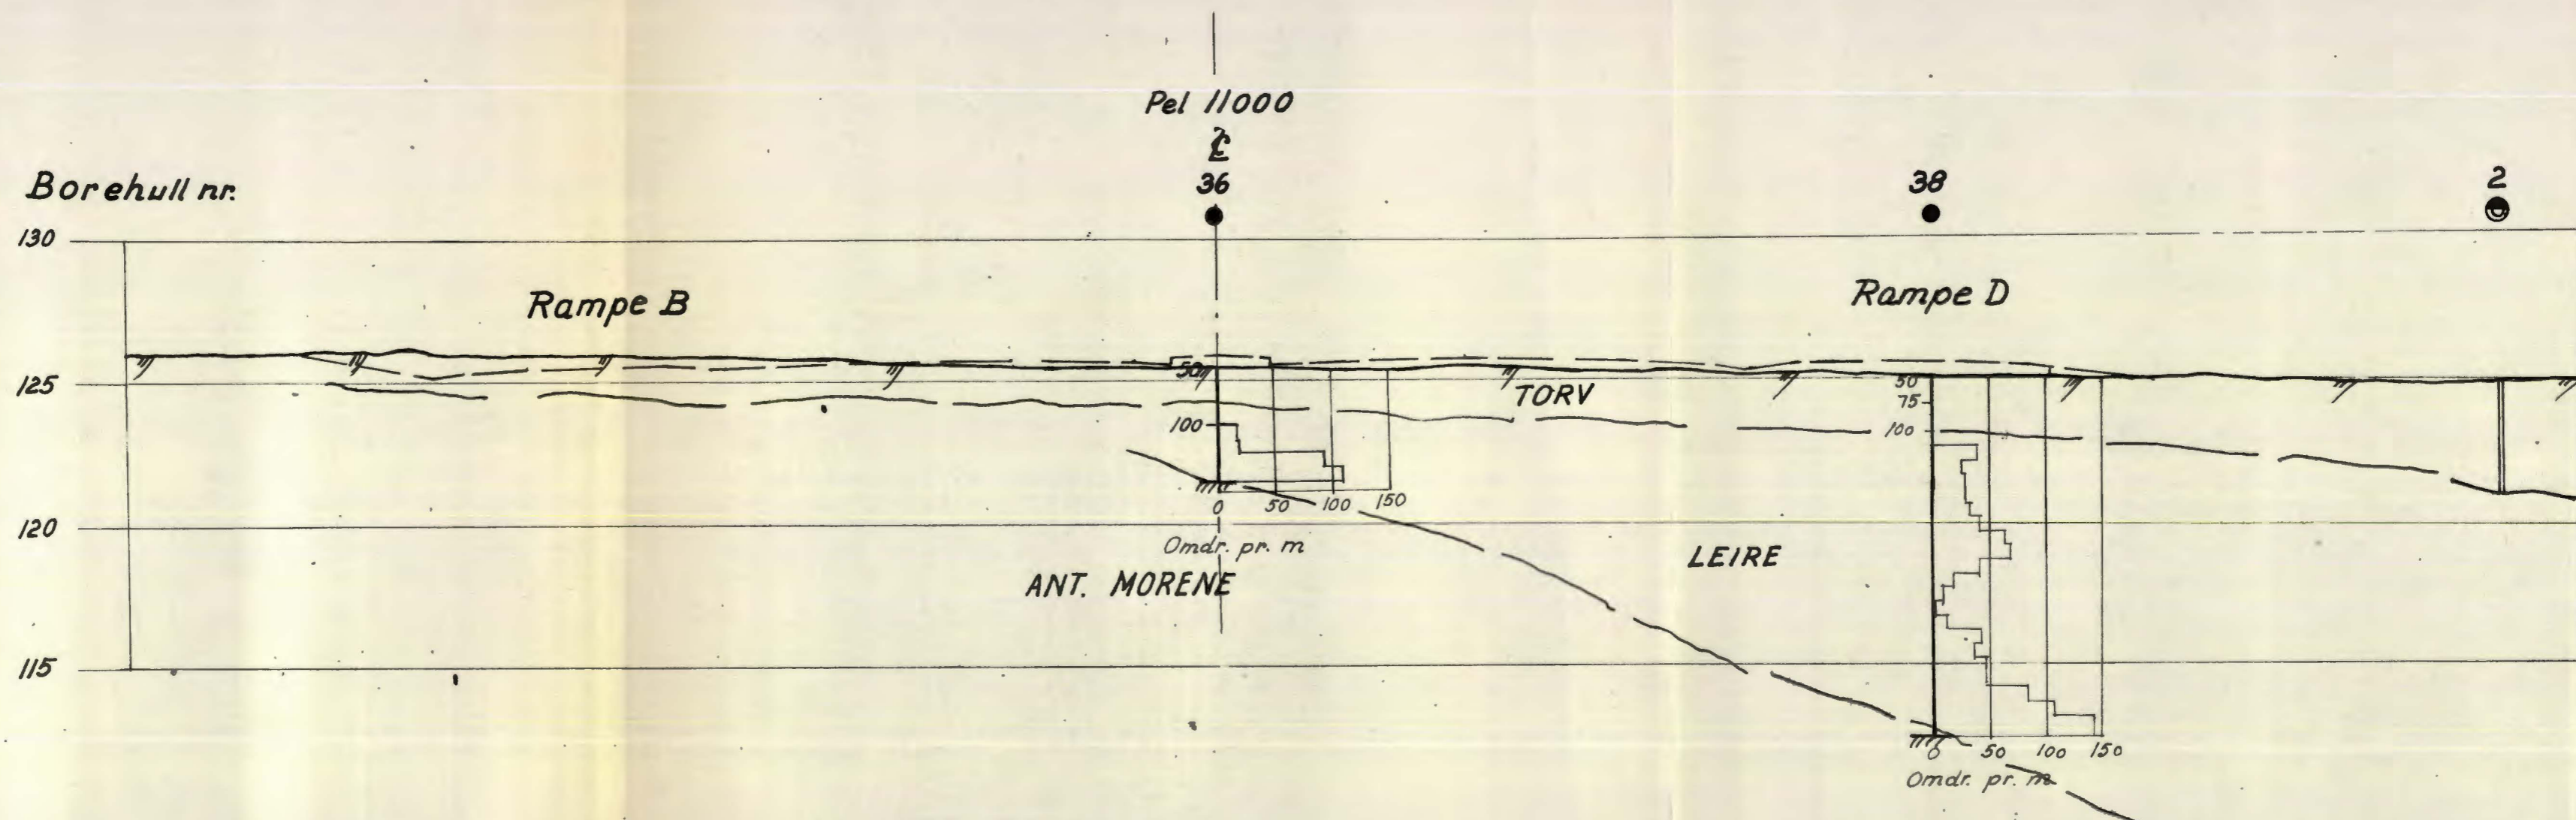 Pel 11000
℄
36
38
2
Borehull nr.
130
Rampe B
Rampe D
125
50
50
TORV
75
100
100
0 50 100 150
120
Omdr. pr. m
LEIRE
ANT. MORENE
115
0 50 100 150
Omdr. pr. m